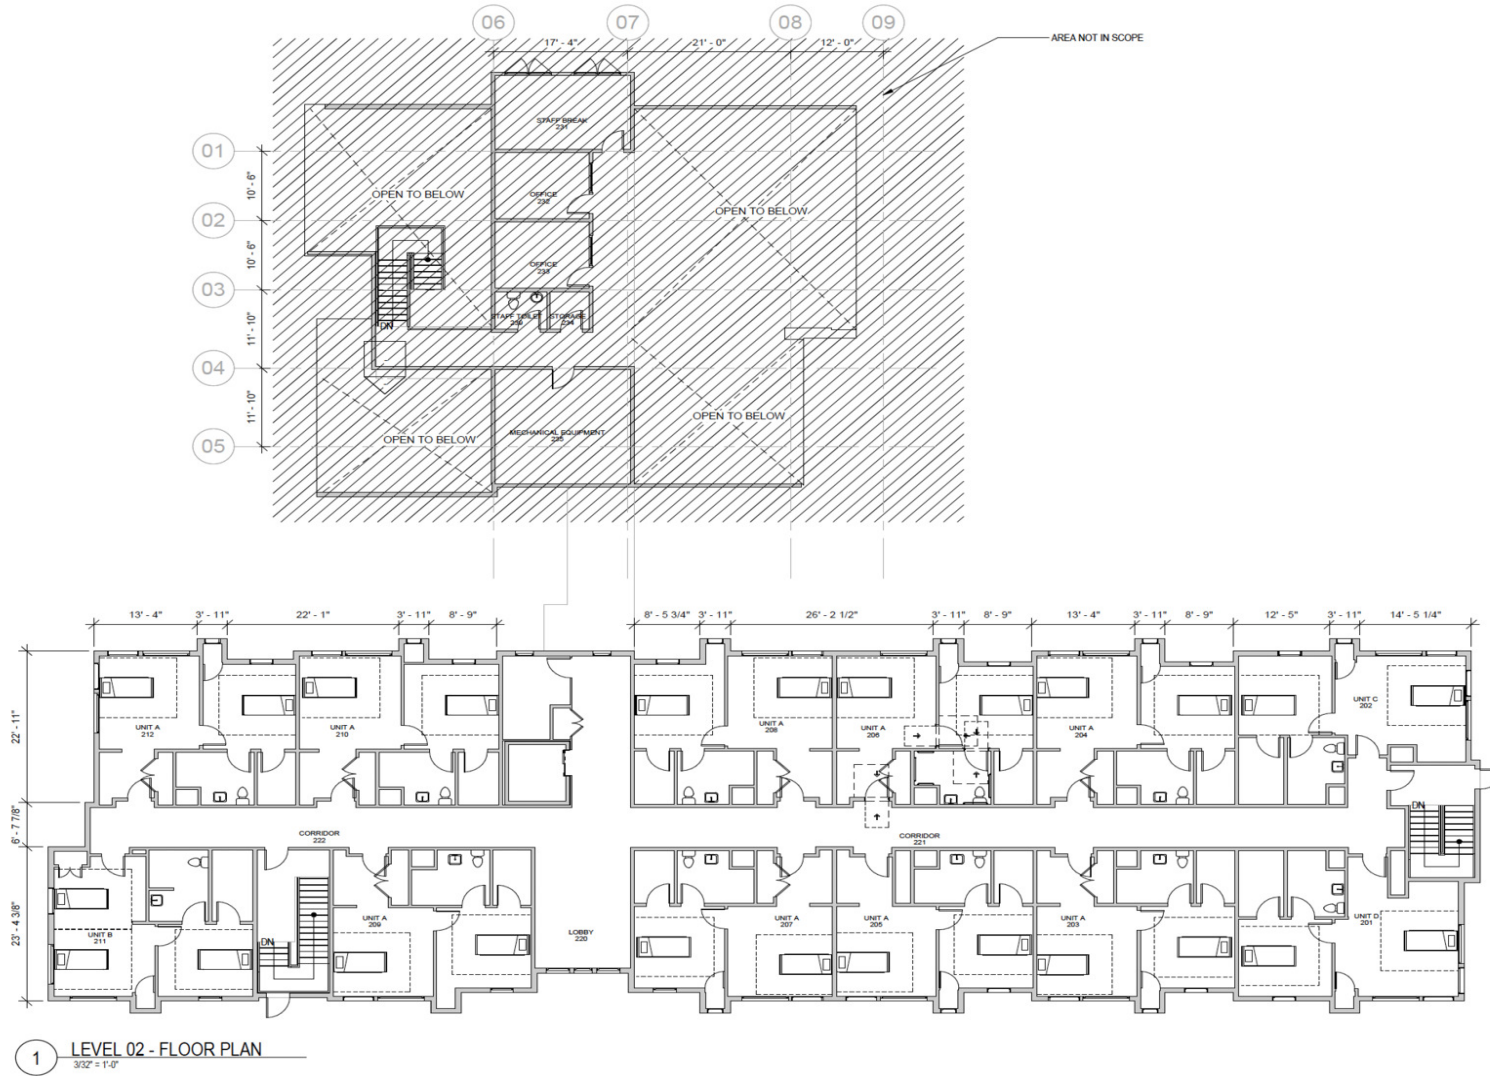 06
07
08
09
17' - 4"
21' - 0"
12' - 0"
AREA NOT IN SCOPE
STAFF BREAK
231
01
10' - 6"
OPEN TO BELOW
OFFICE
232
OPEN TO BELOW
02
10' - 6"
OFFICE
233
03
11' - 10"
STAFF TOILET
230
STORAGE
234
DN
04
11' - 10"
OPEN TO BELOW
OPEN TO BELOW
MECHANICAL EQUIPMENT
235
05
13' - 4"
3' - 11"
22' - 1"
3' - 11"
8' - 9"
8' - 5 3/4"
3' - 11"
26' - 2 1/2"
3' - 11"
8' - 9"
13' - 4"
3' - 11"
8' - 9"
12' - 5"
3' - 11"
14' - 5 1/4"
22' - 11"
UNIT A
212
UNIT A
210
UNIT A
208
UNIT A
206
UNIT A
204
UNIT C
202
6' - 7 7/8"
CORRIDOR
222
CORRIDOR
221
DN
23' - 4 3/8"
UNIT B
211
DN
UNIT A
209
LOBBY
220
UNIT A
207
UNIT A
205
UNIT A
203
UNIT D
201
1
LEVEL 02 - FLOOR PLAN
3/32" = 1'-0"